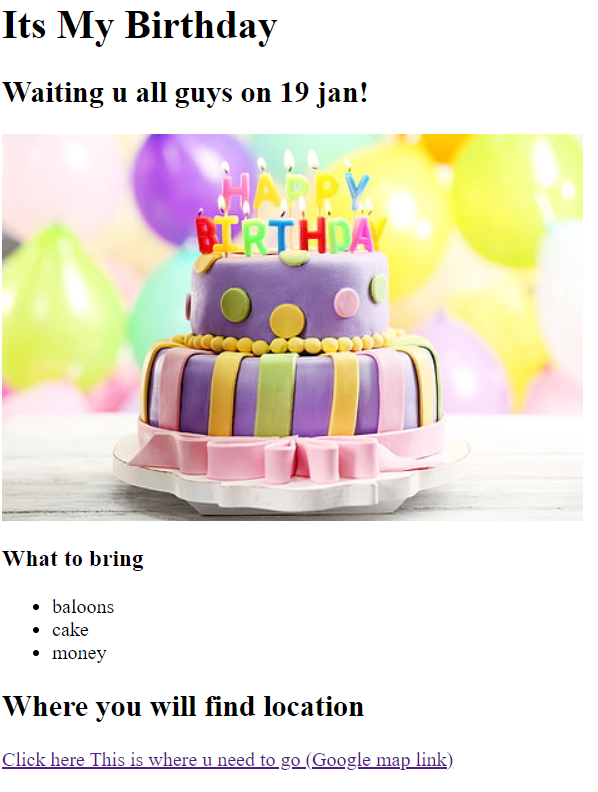 Its My Birthday
Waiting u all guys on 19 jan!
HAPPY
BIRTHDAY
What to bring
baloons
cake
money
Where you will find location
Click here This is where u need to go (Google map link)